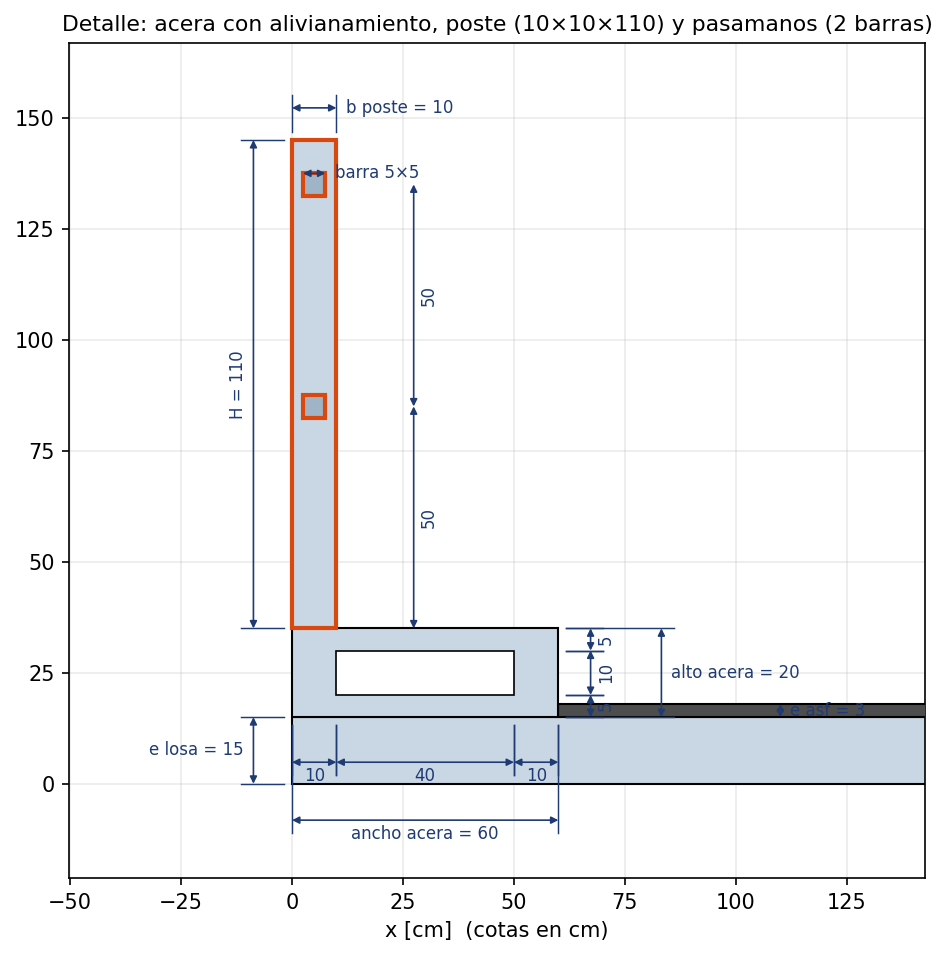 Detalle: acera con alivianamiento, poste (10×10×110) y pasamanos (2 barras)
150
125
100
75
50
25
0
b poste = 10
barra 5×5
50
H = 110
50
5
10
5
alto acera = 20
e asf = 3
e losa = 15
10
40
10
ancho acera = 60
−50
−25
0
25
50
75
100
125
x [cm]  (cotas en cm)